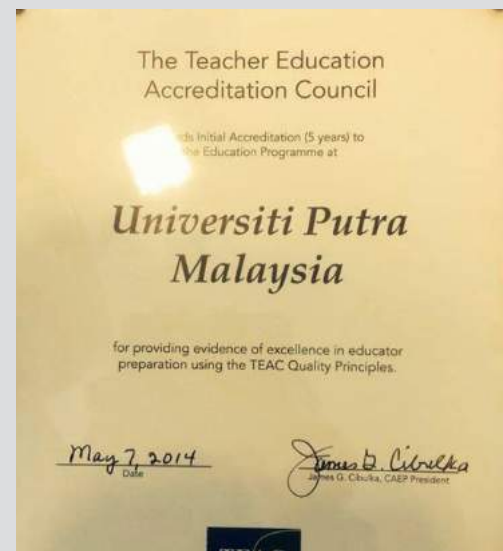 The Teacher Education
Accreditation Council
Initial Accreditation (5 years) to
Education Programme at
Universiti Putra
Malaysia
for providing evidence of excellence in educator
preparation using the TEAC Quality Principles.
May 7, 2014
Date
James G. Cibulka
James G. Cibulka, CAEP President